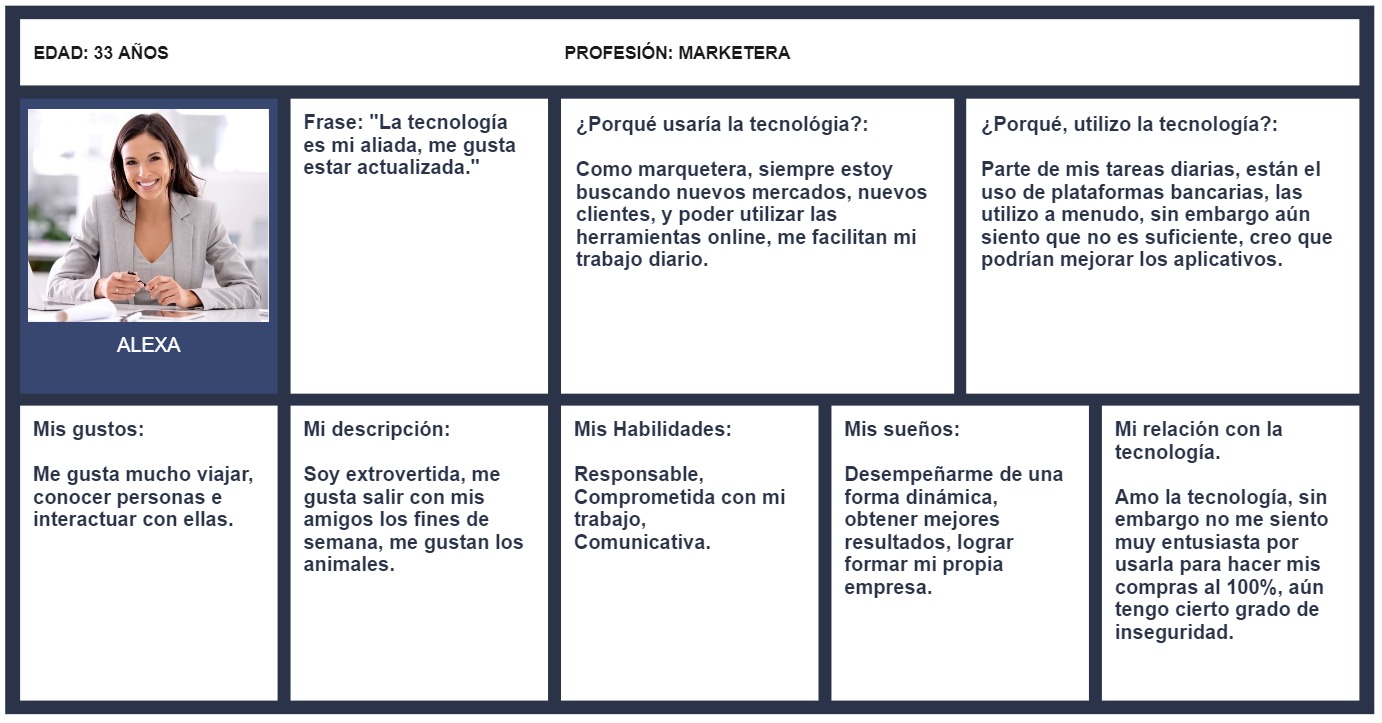 EDAD: 33 AÑOS
PROFESIÓN: MARKETERA
ALEXA
Frase: "La tecnología
es mi aliada, me gusta
estar actualizada."
¿Porqué usaría la tecnológia?:
Como marquetera, siempre estoy
buscando nuevos mercados, nuevos
clientes, y poder utilizar las
herramientas online, me facilitan mi
trabajo diario.
¿Porqué, utilizo la tecnología?:
Parte de mis tareas diarias, están el
uso de plataformas bancarias, las
utilizo a menudo, sin embargo aún
siento que no es suficiente, creo que
podrían mejorar los aplicativos.
Mis gustos:
Me gusta mucho viajar,
conocer personas e
interactuar con ellas.
Mi descripción:
Soy extrovertida, me
gusta salir con mis
amigos los fines de
semana, me gustan los
animales.
Mis Habilidades:
Responsable,
Comprometida con mi
trabajo,
Comunicativa.
Mis sueños:
Desempeñarme de una
forma dinámica,
obtener mejores
resultados, lograr
formar mi propia
empresa.
Mi relación con la
tecnología.
Amo la tecnología, sin
embargo no me siento
muy entusiasta por
usarla para hacer mis
compras al 100%, aún
tengo cierto grado de
inseguridad.